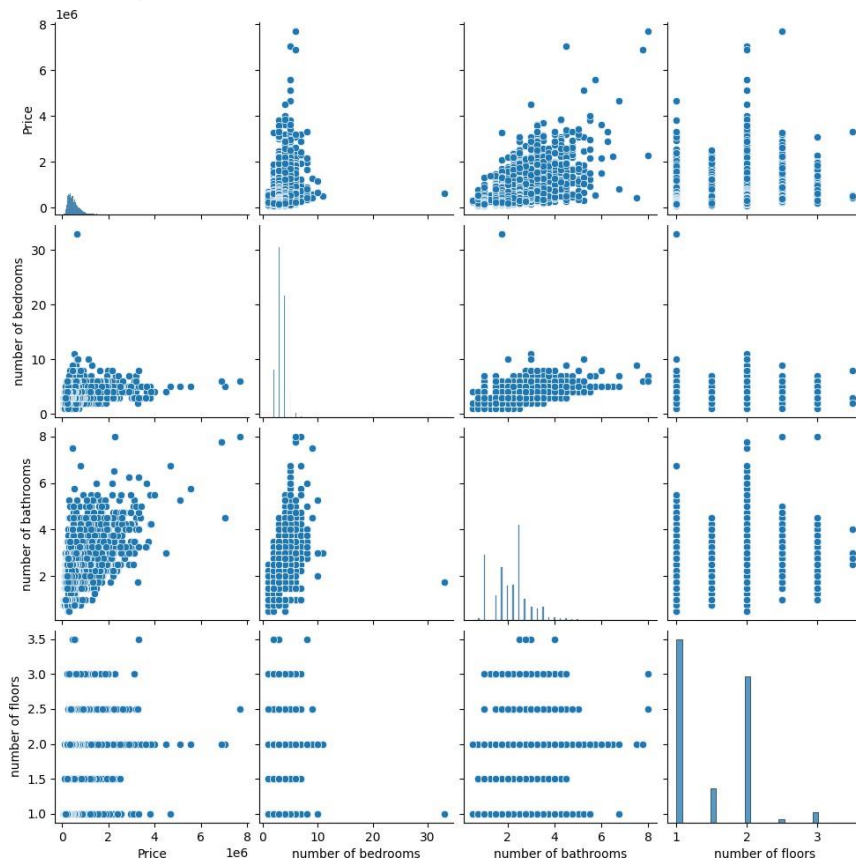 1e6
8
6
4
2
0
Price
30
20
10
0
number of bedrooms
8
6
4
2
number of bathrooms
3.5
3.0
2.5
2.0
1.5
1.0
number of floors
0 2 4 6 8
1e6
Price
0 10 20 30
number of bedrooms
2 4 6 8
number of bathrooms
1 2 3
number of floors